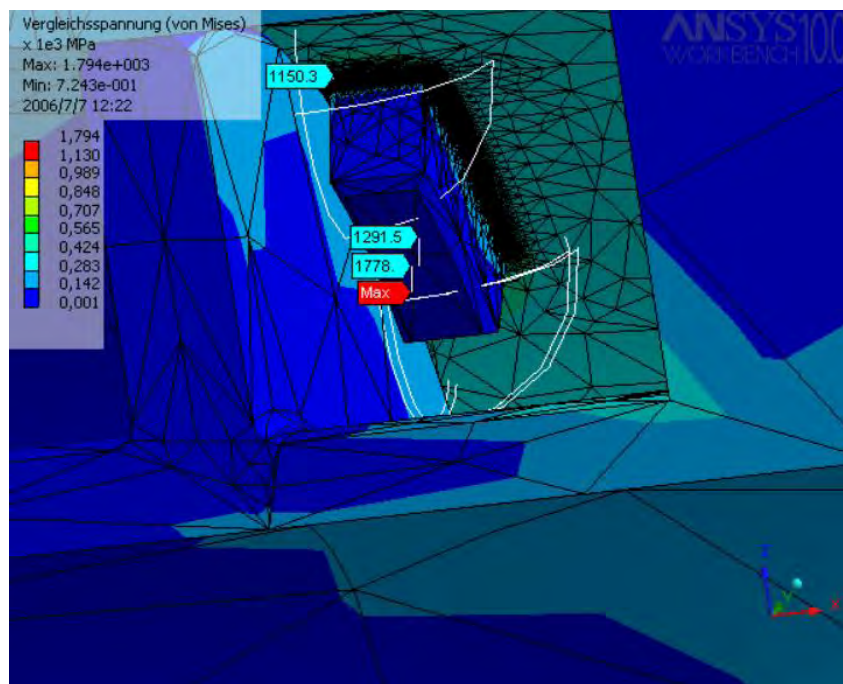 Vergleichsspannung (von Mises)
x 1e3 MPa
Max: 1.794e+003
Min: 7.243e-001
2006/7/7 12:22
ANSYS 10.0
WORKBENCH
1150.3
1,794
1,130
0,989
0,848
0,707
0,565
0,424
0,283
0,142
0,001
1291.5
1778.
Max
Z
Y
X